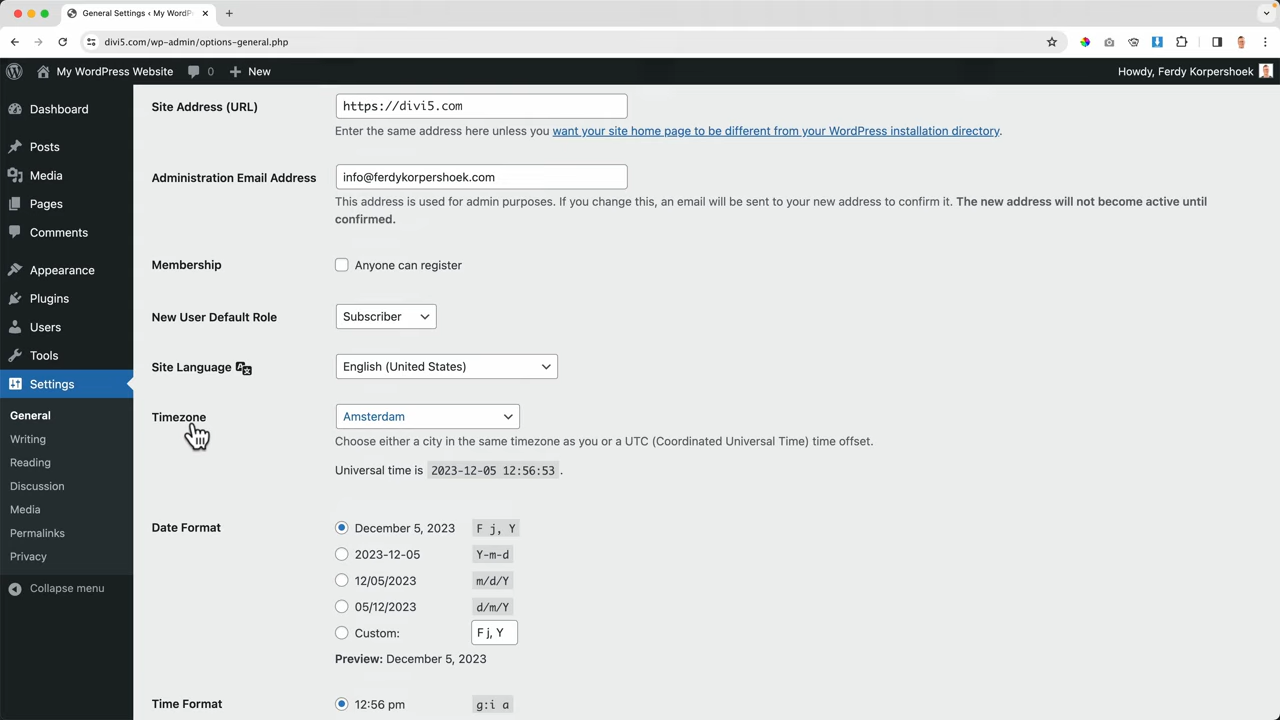 General Settings ‹ My WordP
divi5.com/wp-admin/options-general.php
My WordPress Website 0 New Howdy, Ferdy Korpershoek
Dashboard
Posts
Media
Pages
Comments
Appearance
Plugins
Users
Tools
Settings
General
Writing
Reading
Discussion
Media
Permalinks
Privacy
Collapse menu
Site Address (URL) https://divi5.com
Enter the same address here unless you want your site home page to be different from your WordPress installation directory.
Administration Email Address info@ferdykorpershoek.com
This address is used for admin purposes. If you change this, an email will be sent to your new address to confirm it. The new address will not become active until
confirmed.
Membership Anyone can register
New User Default Role Subscriber
Site Language English (United States)
Timezone Amsterdam
Choose either a city in the same timezone as you or a UTC (Coordinated Universal Time) time offset.
Universal time is 2023-12-05 12:56:53 .
Date Format December 5, 2023 F j, Y
2023-12-05 Y-m-d
12/05/2023 m/d/Y
05/12/2023 d/m/Y
Custom: F j, Y
Preview: December 5, 2023
Time Format 12:56 pm g:i a